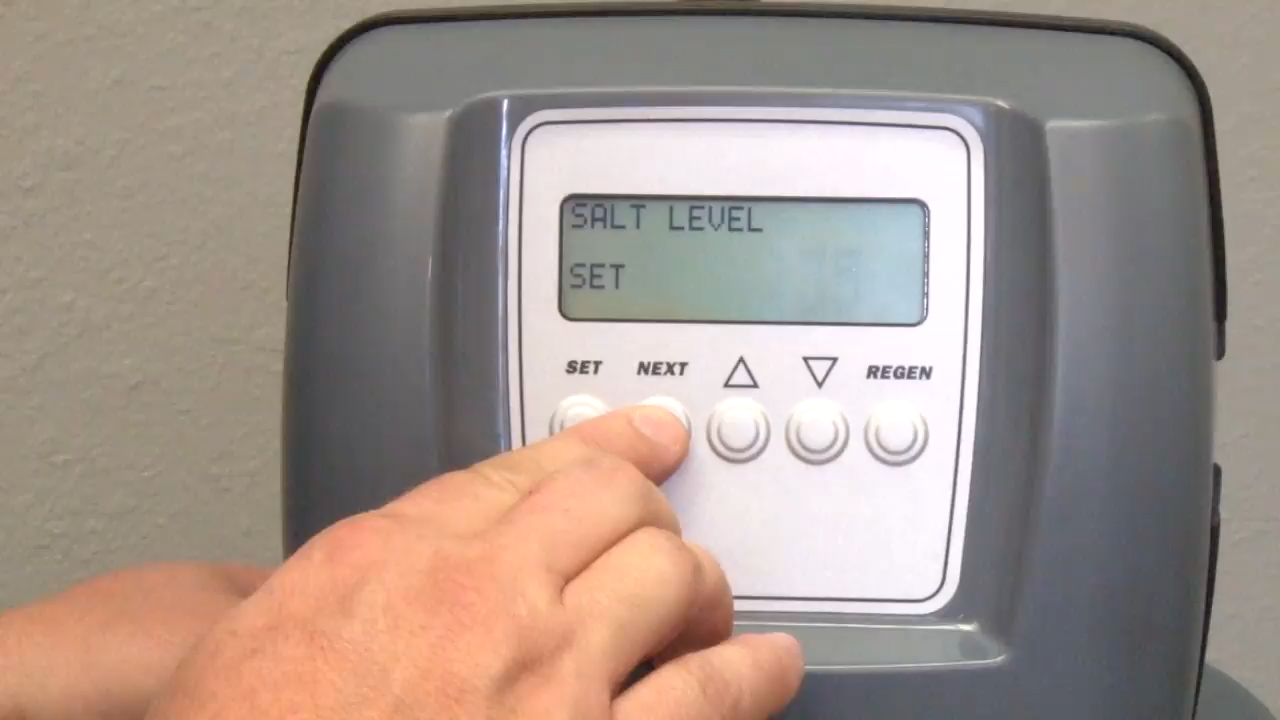 SALT LEVEL
SET
SET NEXT △ ▽ REGEN